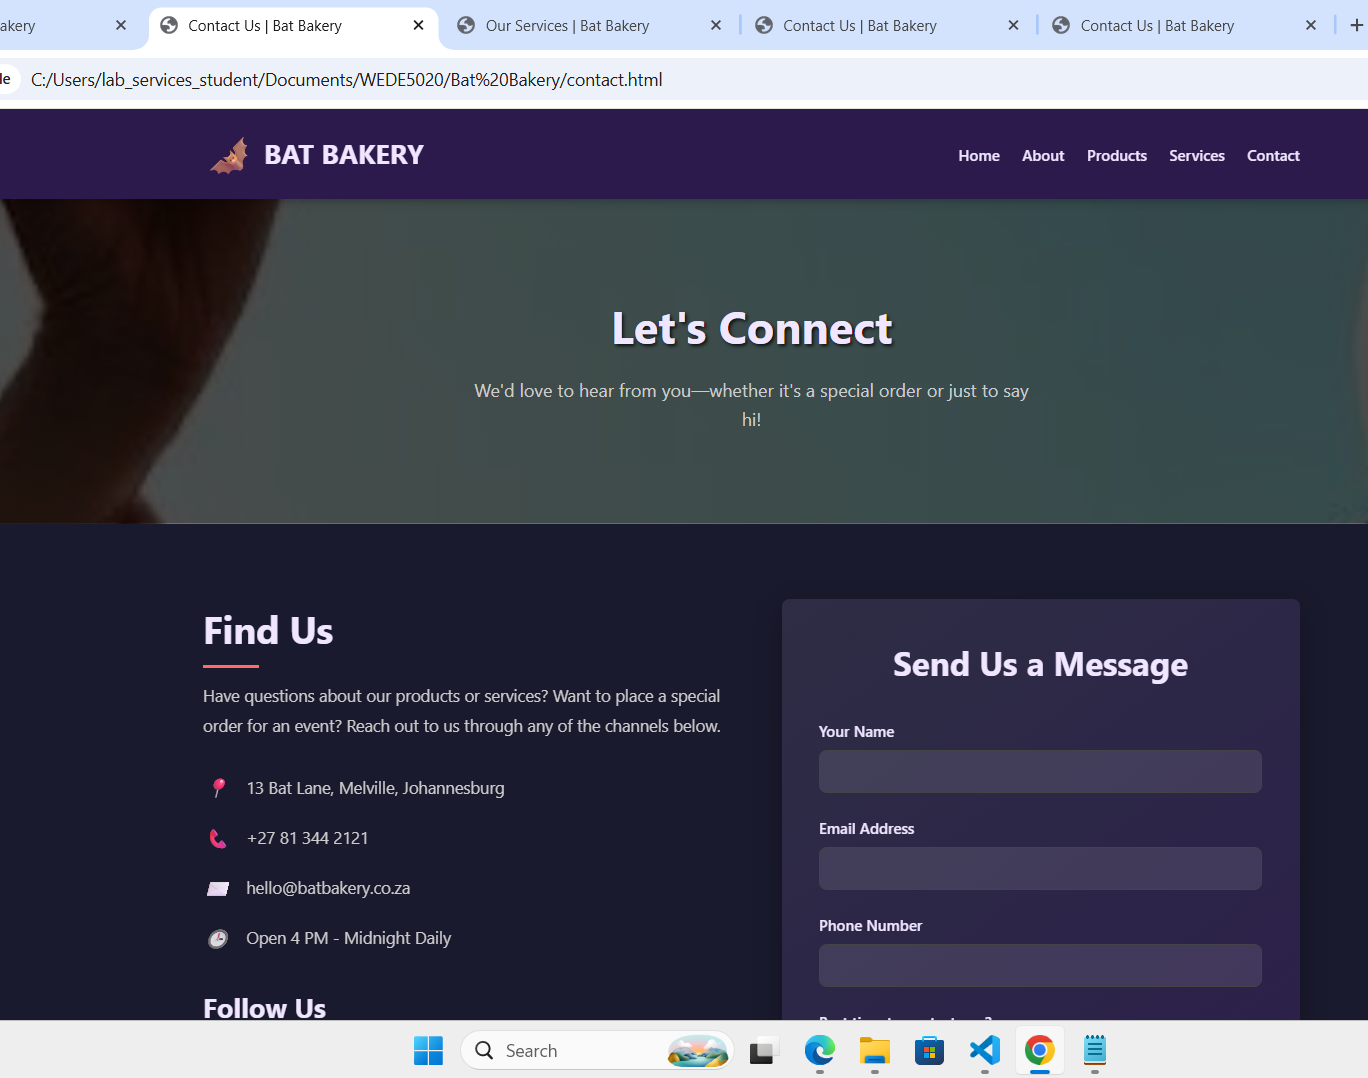 akery
Contact Us | Bat Bakery
Our Services | Bat Bakery
Contact Us | Bat Bakery
Contact Us | Bat Bakery
C:/Users/lab_services_student/Documents/WEDE5020/Bat%20Bakery/contact.html
BAT BAKERY
Home
About
Products
Services
Contact
Let's Connect
We'd love to hear from you—whether it's a special order or just to say
hi!
Find Us
Have questions about our products or services? Want to place a special
order for an event? Reach out to us through any of the channels below.
13 Bat Lane, Melville, Johannesburg
+27 81 344 2121
hello@batbakery.co.za
Open 4 PM - Midnight Daily
Follow Us
Send Us a Message
Your Name
Email Address
Phone Number
Search